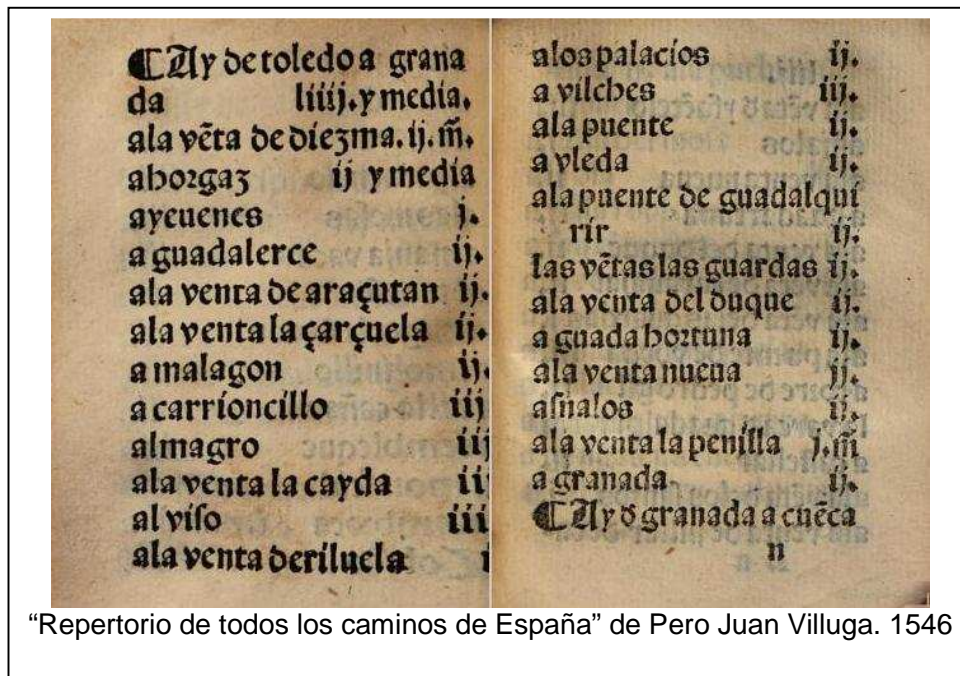 ¶ Ay de toledo a grana
da liiij. y media.
ala vẽta de diezma. ij. m̃.
aborgaz ij y media
ayeuenes j.
a guadalerce ij.
ala venta de araçutan ij.
ala venta la çarçuela ij.
a malagon ij.
a carrioncillo iij
almagro iij
ala venta la cayda iij
al viso iii
ala venta deriluela
alos palacios ij.
a vilches iij.
ala puente ij.
a vleda ij.
ala puente de guadalqui
rir ij.
las vẽtas las guardas ij.
ala venta del duque ij.
a guada hortuna ij.
ala venta nueua ij.
asnalos ij.
ala venta la penilla j. m̃
a granada ij.
¶ Ay d̓ granada a cuẽca
n
“Repertorio de todos los caminos de España” de Pero Juan Villuga. 1546